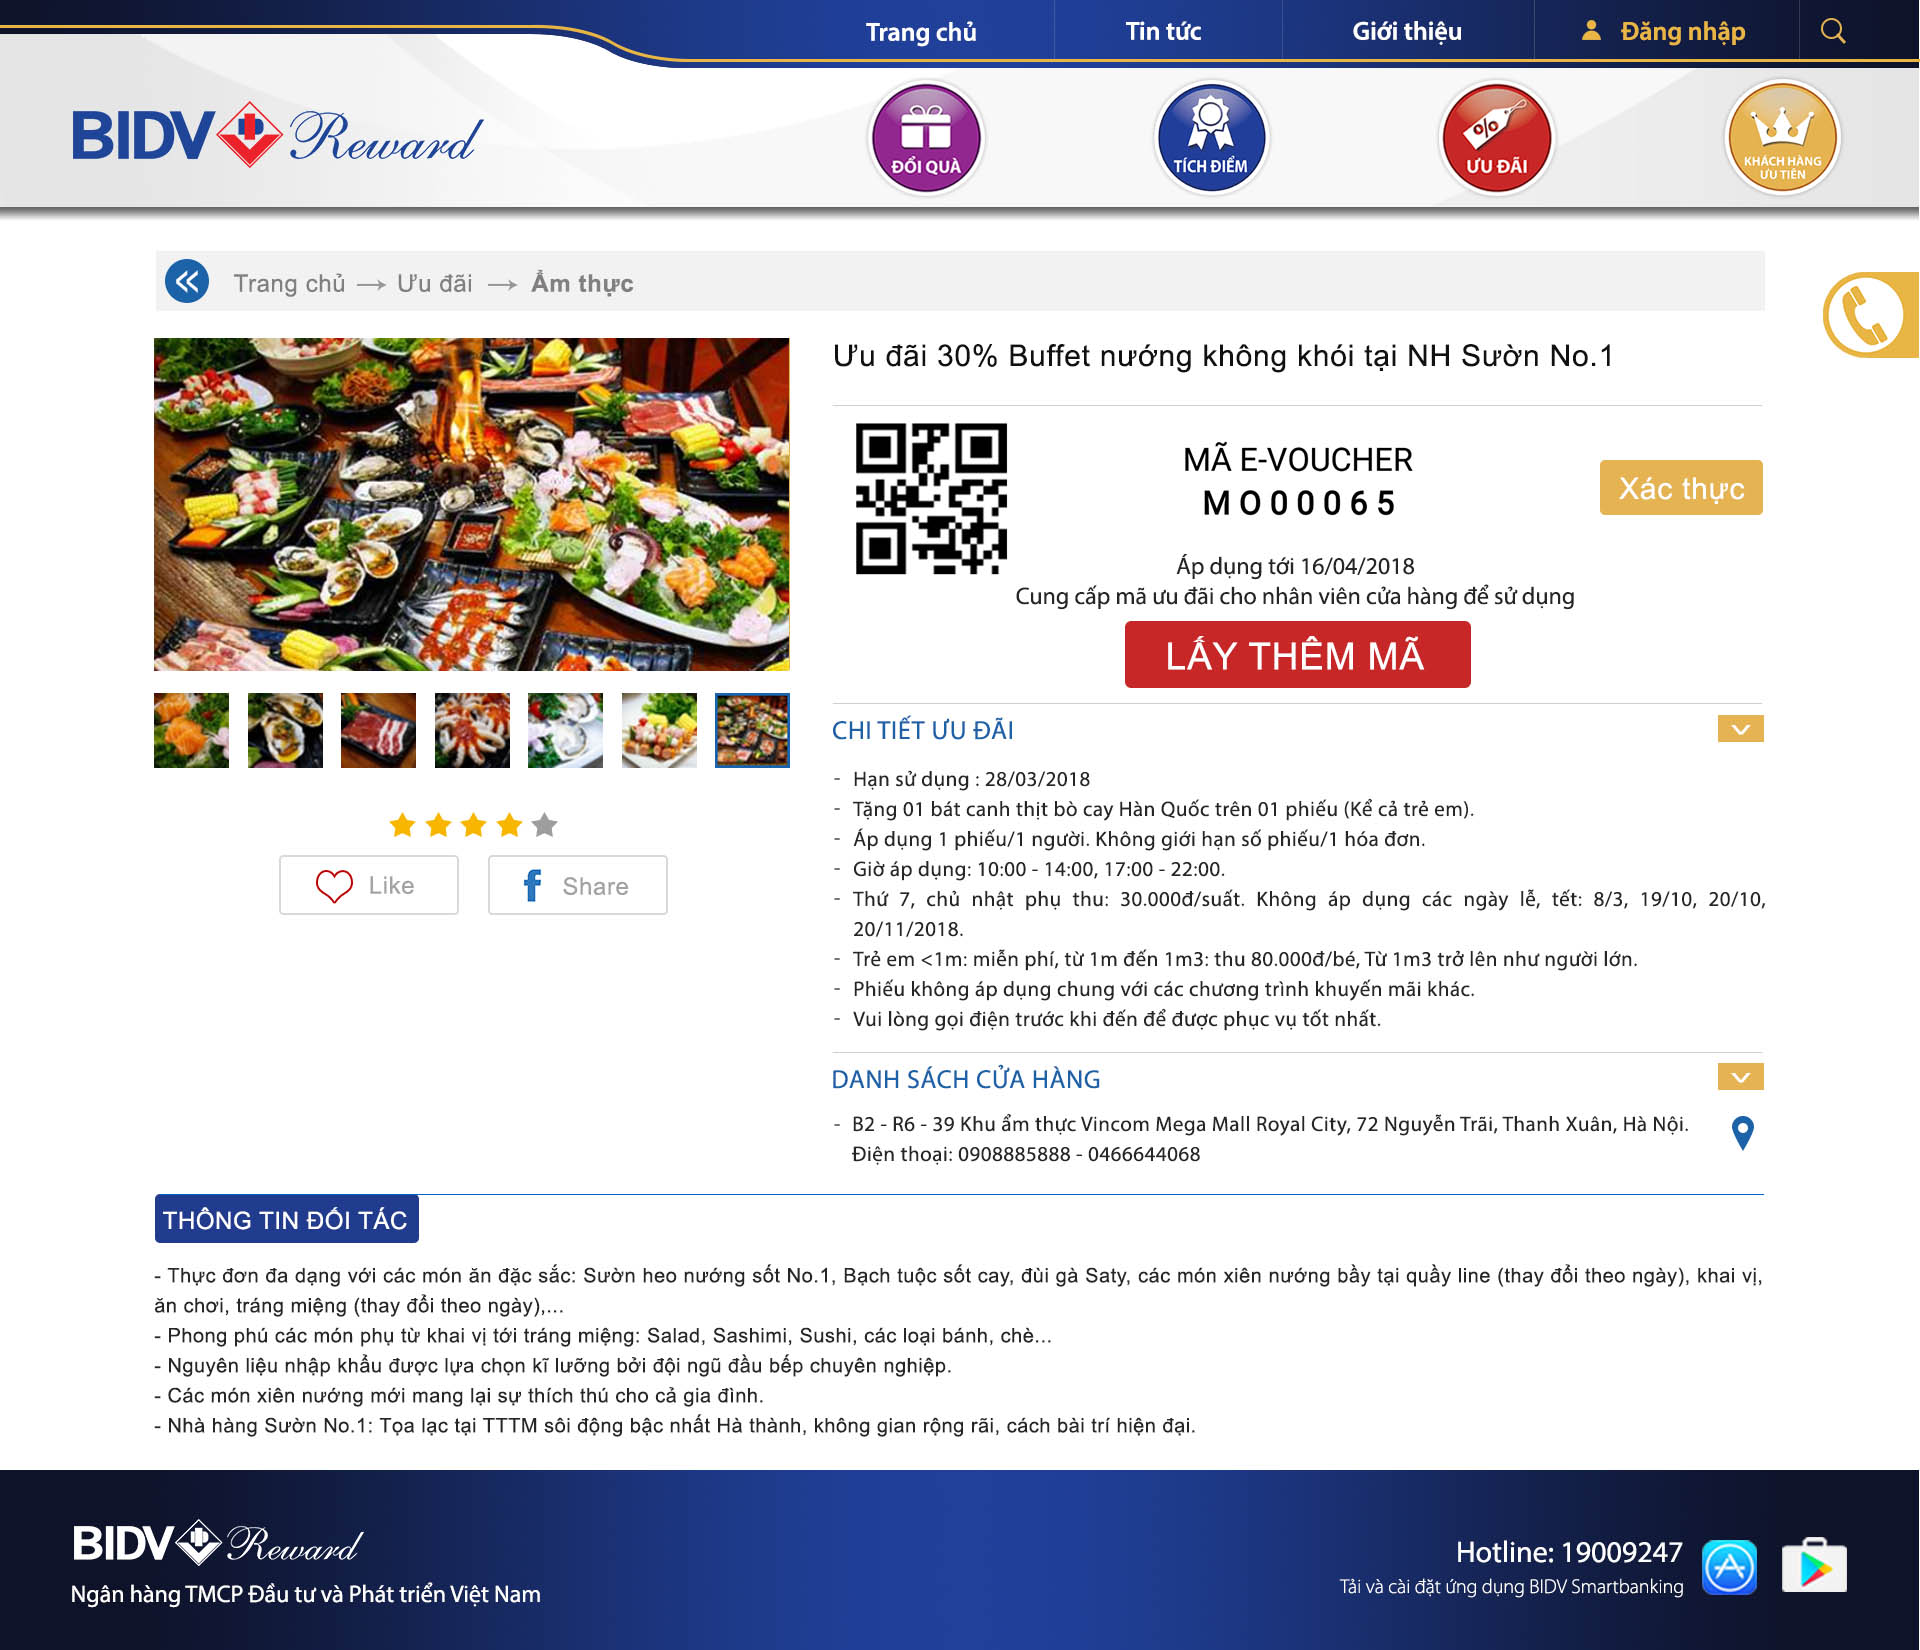 Trang chủ
Tin tức
Giới thiệu
Đăng nhập
BIDV Reward
ĐỔI QUÀ
TÍCH ĐIỂM
ƯU ĐÃI
KHÁCH HÀNG
ƯU TIÊN
Trang chủ → Ưu đãi → Ẩm thực
Ưu đãi 30% Buffet nướng không khói tại NH Sườn No.1
MÃ E-VOUCHER
MO00065
Xác thực
Áp dụng tới 16/04/2018
Cung cấp mã ưu đãi cho nhân viên cửa hàng để sử dụng
LẤY THÊM MÃ
CHI TIẾT ƯU ĐÃI
- Hạn sử dụng : 28/03/2018
- Tặng 01 bát canh thịt bò cay Hàn Quốc trên 01 phiếu (Kể cả trẻ em).
- Áp dụng 1 phiếu/1 người. Không giới hạn số phiếu/1 hóa đơn.
- Giờ áp dụng: 10:00 - 14:00, 17:00 - 22:00.
- Thứ 7, chủ nhật phụ thu: 30.000đ/suất. Không áp dụng các ngày lễ, tết: 8/3, 19/10, 20/10,
20/11/2018.
- Trẻ em <1m: miễn phí, từ 1m đến 1m3: thu 80.000đ/bé, Từ 1m3 trở lên như người lớn.
- Phiếu không áp dụng chung với các chương trình khuyến mãi khác.
- Vui lòng gọi điện trước khi đến để được phục vụ tốt nhất.
Like
Share
DANH SÁCH CỬA HÀNG
- B2 - R6 - 39 Khu ẩm thực Vincom Mega Mall Royal City, 72 Nguyễn Trãi, Thanh Xuân, Hà Nội.
Điện thoại: 0908885888 - 0466644068
THÔNG TIN ĐỐI TÁC
- Thực đơn đa dạng với các món ăn đặc sắc: Sườn heo nướng sốt No.1, Bạch tuộc sốt cay, đùi gà Saty, các món xiên nướng bầy tại quầy line (thay đổi theo ngày), khai vị,
ăn chơi, tráng miệng (thay đổi theo ngày),...
- Phong phú các món phụ từ khai vị tới tráng miệng: Salad, Sashimi, Sushi, các loại bánh, chè...
- Nguyên liệu nhập khẩu được lựa chọn kĩ lưỡng bởi đội ngũ đầu bếp chuyên nghiệp.
- Các món xiên nướng mới mang lại sự thích thú cho cả gia đình.
- Nhà hàng Sườn No.1: Tọa lạc tại TTTM sôi động bậc nhất Hà thành, không gian rộng rãi, cách bài trí hiện đại.
BIDV Reward
Ngân hàng TMCP Đầu tư và Phát triển Việt Nam
Hotline: 19009247
Tải và cài đặt ứng dụng BIDV Smartbanking